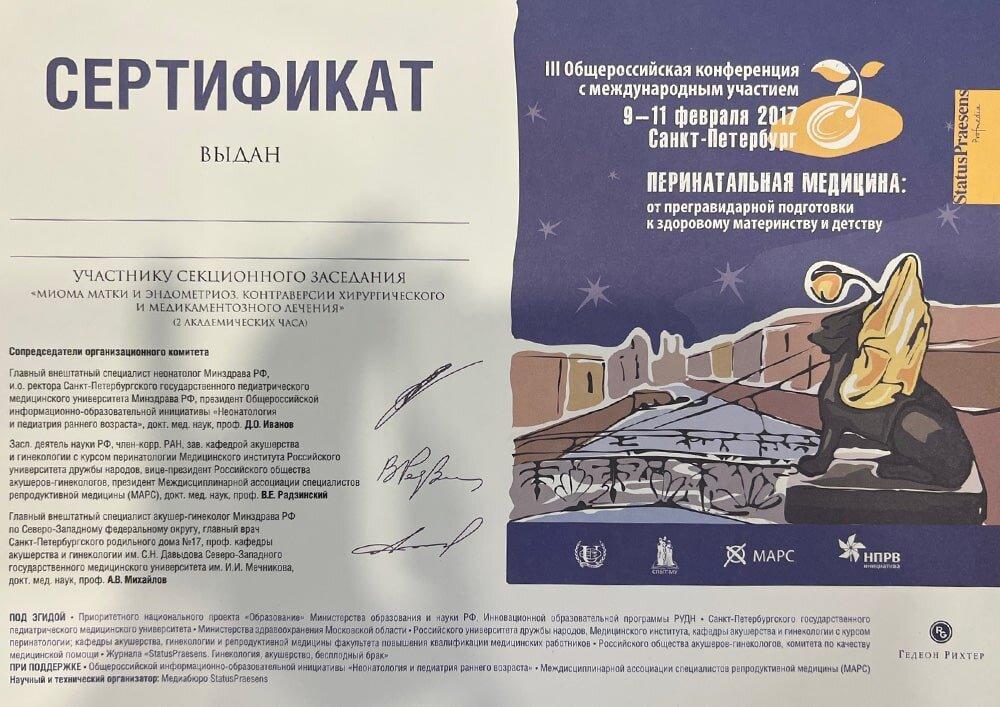 СЕРТИФИКАТ
ВЫДАН
УЧАСТНИКУ СЕКЦИОННОГО ЗАСЕДАНИЯ
«МИОМА МАТКИ И ЭНДОМЕТРИОЗ. КОНТРАВЕРСИИ ХИРУРГИЧЕСКОГО
И МЕДИКАМЕНТОЗНОГО ЛЕЧЕНИЯ»
(2 АКАДЕМИЧЕСКИХ ЧАСА)
Сопредседатели организационного комитета
Главный внештатный специалист неонатолог Минздрава РФ,
и.о. ректора Санкт-Петербургского государственного педиатрического
медицинского университета Минздрава РФ, президент Общероссийской
информационно-образовательной инициативы «Неонатология
и педиатрия раннего возраста», докт. мед. наук, проф. Д.О. Иванов
Засл. деятель науки РФ, член-корр. РАН, зав. кафедрой акушерства
и гинекологии с курсом перинатологии Медицинского института Российского
университета дружбы народов, вице-президент Российского общества
акушеров-гинекологов, президент Междисциплинарной ассоциации специалистов
репродуктивной медицины (МАРС), докт. мед. наук, проф. В.Е. Радзинский
Главный внештатный специалист акушер-гинеколог Минздрава РФ
по Северо-Западному федеральному округу, главный врач
Санкт-Петербургского родильного дома №17, проф. кафедры
акушерства и гинекологии им. С.Н. Давыдова Северо-Западного
государственного медицинского университета им. И.И. Мечникова,
докт. мед. наук, проф. А.В. Михайлов
III Общероссийская конференция
с международным участием
9–11 февраля 2017
Санкт-Петербург
StatusPraesens
Profmedia
ПЕРИНАТАЛЬНАЯ МЕДИЦИНА:
от прегравидарной подготовки
к здоровому материнству и детству
СПбГПМУ
МАРС
НПРВ
ИНИЦИАТИВА
ПОД ЭГИДОЙ • Приоритетного национального проекта «Образование» Министерства образования и науки РФ, Инновационной образовательной программы РУДН • Санкт-Петербургского государственного
педиатрического медицинского университета • Министерства здравоохранения Московской области • Российского университета дружбы народов, Медицинского института, кафедры акушерства и гинекологии с курсом
перинатологии; кафедры акушерства, гинекологии и репродуктивной медицины факультета повышения квалификации медицинских работников • Российского общества акушеров-гинекологов, комитета по качеству
медицинской помощи • Журнала «StatusPraesens. Гинекология, акушерство, бесплодный брак»
ПРИ ПОДДЕРЖКЕ • Общероссийской информационно-образовательной инициативы «Неонатология и педиатрия раннего возраста» • Междисциплинарной ассоциации специалистов репродуктивной медицины (МАРС)
Научный и технический организатор: Медиабюро StatusPraesens
ГЕДЕОН РИХТЕР